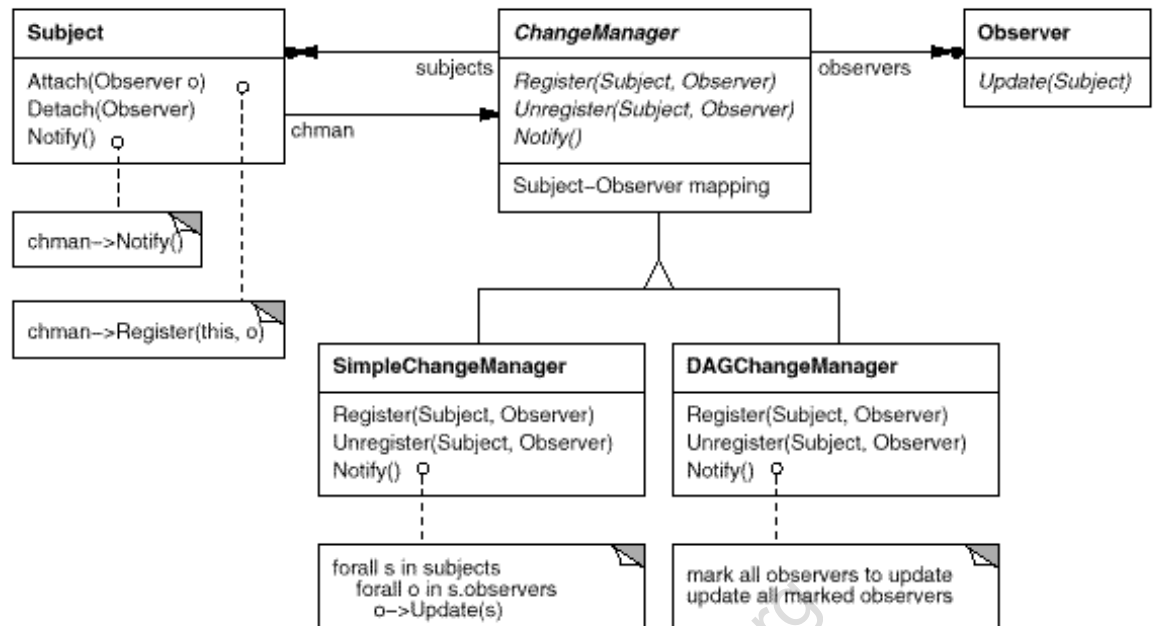 Subject
Attach(Observer o)
Detach(Observer)
Notify()
chman->Notify()
chman->Register(this, o)
subjects
chman
ChangeManager
Register(Subject, Observer)
Unregister(Subject, Observer)
Notify()
Subject-Observer mapping
observers
Observer
Update(Subject)
SimpleChangeManager
Register(Subject, Observer)
Unregister(Subject, Observer)
Notify()
forall s in subjects
forall o in s.observers
o->Update(s)
DAGChangeManager
Register(Subject, Observer)
Unregister(Subject, Observer)
Notify()
mark all observers to update
update all marked observers